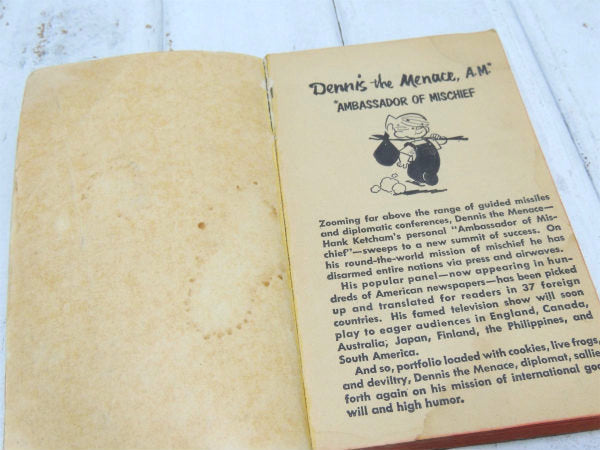 Dennis the Menace, A.M.*
*AMBASSADOR OF MISCHIEF
Zooming far above the range of guided missiles
and diplomatic conferences, Dennis the Menace—
Hank Ketcham's personal "Ambassador of Mis-
chief"—sweeps to a new summit of success. On
his round-the-world mission of mischief he has
disarmed entire nations via press and airwaves.
His popular panel—now appearing in hun-
dreds of American newspapers—has been picked
up and translated for readers in 37 foreign
countries. His famed television show will soon
play to eager audiences in England, Canada,
Australia; Japan, Finland, the Philippines, and
South America.
And so, portfolio loaded with cookies, live frogs,
and deviltry, Dennis the Menace, diplomat, sallie
forth again on his mission of international goo
will and high humor.